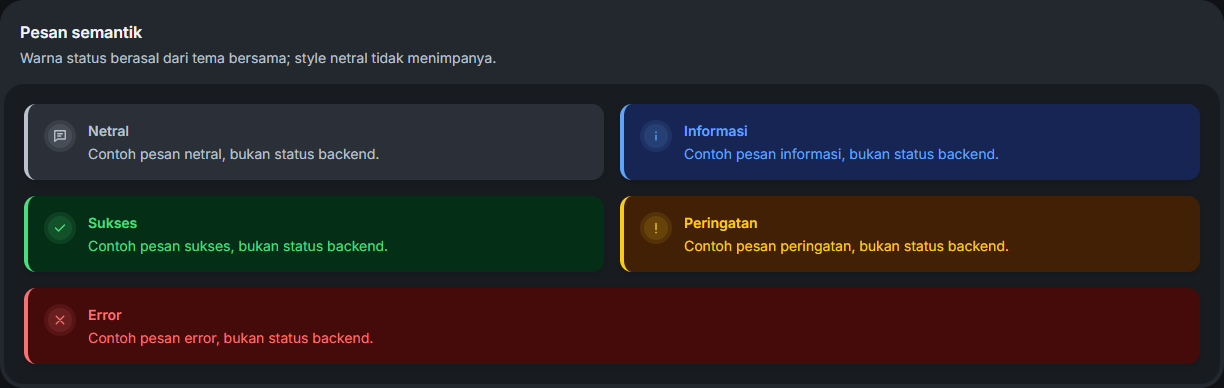 Pesan semantik
Warna status berasal dari tema bersama; style netral tidak menimpanya.
Netral
Contoh pesan netral, bukan status backend.
Informasi
Contoh pesan informasi, bukan status backend.
Sukses
Contoh pesan sukses, bukan status backend.
Peringatan
Contoh pesan peringatan, bukan status backend.
Error
Contoh pesan error, bukan status backend.